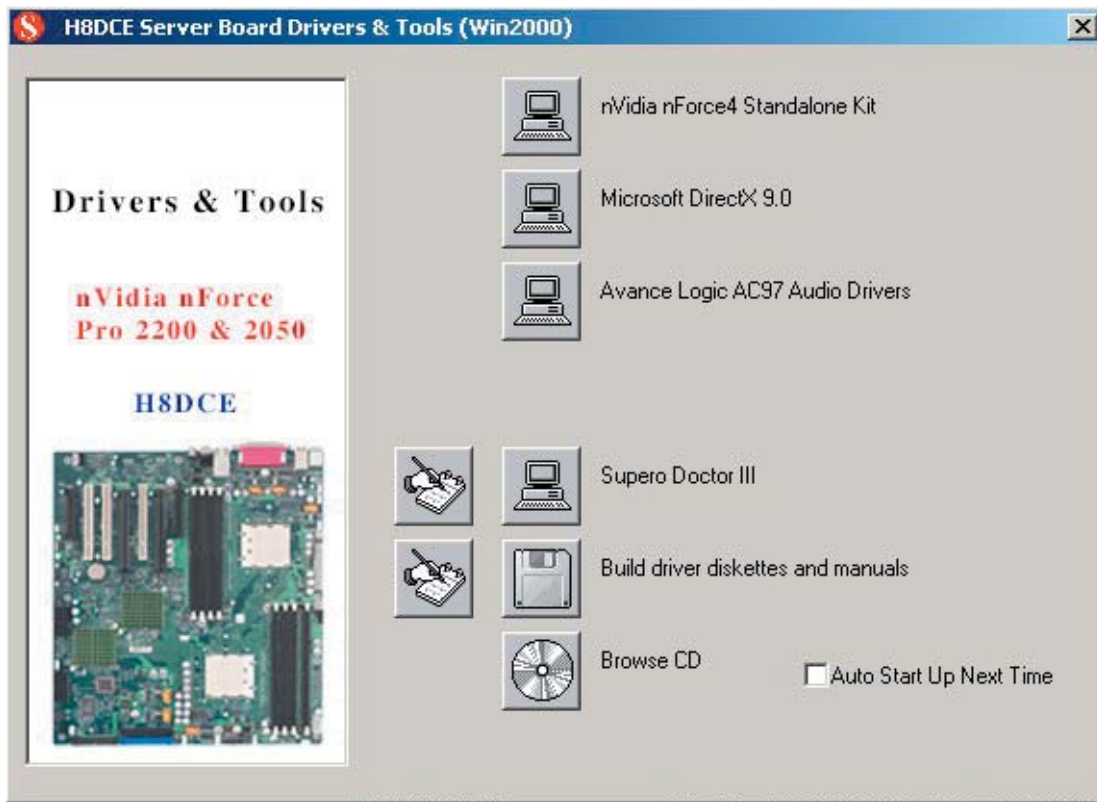 H8DCE Server Board Drivers & Tools (Win2000)
Drivers & Tools
nVidia nForce
Pro 2200 & 2050
H8DCE
nVidia nForce4 Standalone Kit
Microsoft DirectX 9.0
Avance Logic AC97 Audio Drivers
Supero Doctor III
Build driver diskettes and manuals
Browse CD
Auto Start Up Next Time